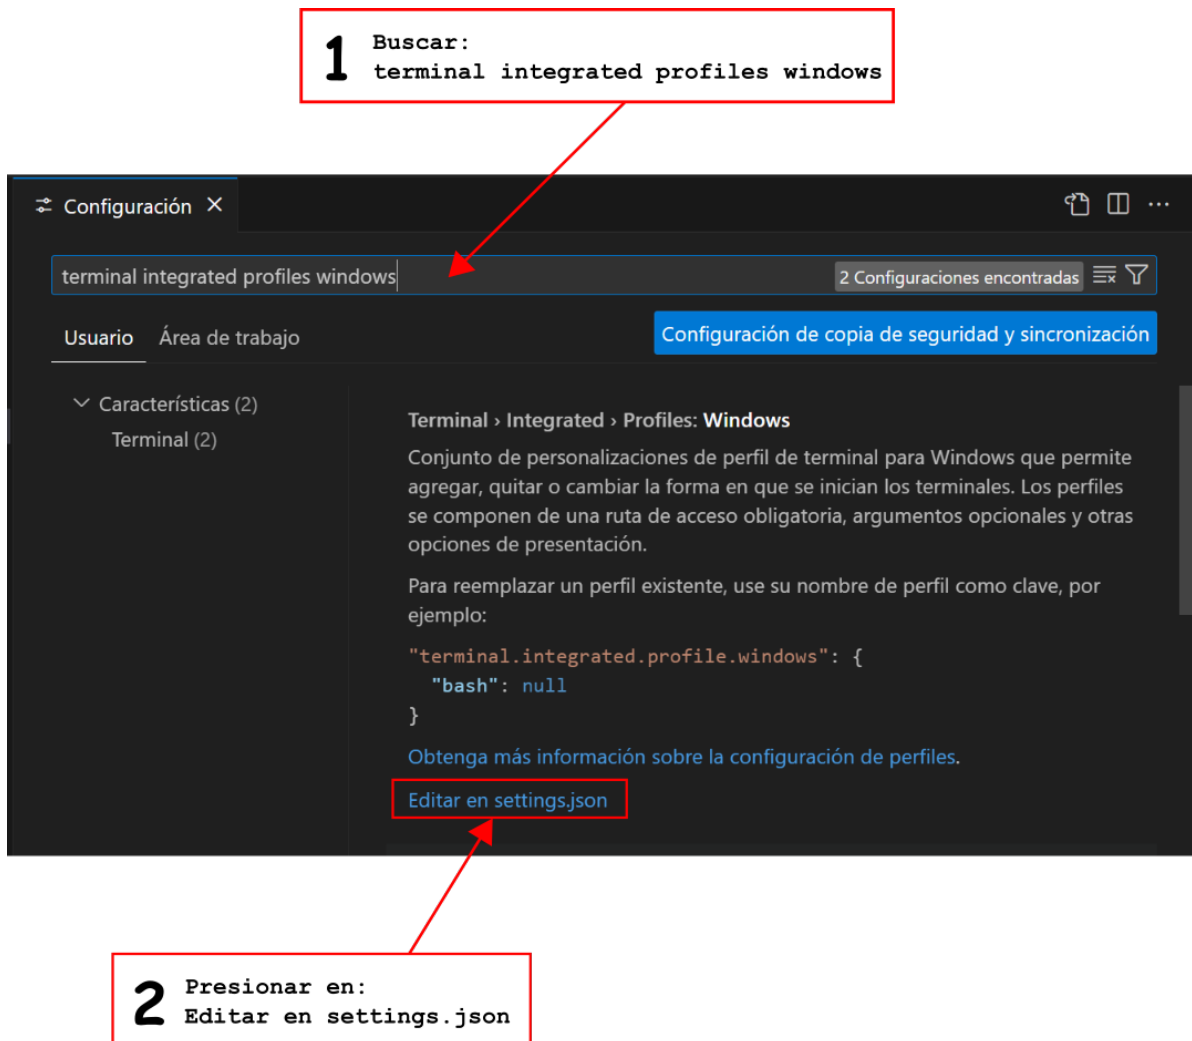 1 Buscar:
terminal integrated profiles windows
Configuración
terminal integrated profiles windows
2 Configuraciones encontradas
Usuario Área de trabajo
Configuración de copia de seguridad y sincronización
Características (2)
Terminal (2)
Terminal › Integrated › Profiles: Windows
Conjunto de personalizaciones de perfil de terminal para Windows que permite
agregar, quitar o cambiar la forma en que se inician los terminales. Los perfiles
se componen de una ruta de acceso obligatoria, argumentos opcionales y otras
opciones de presentación.
Para reemplazar un perfil existente, use su nombre de perfil como clave, por
ejemplo:
"terminal.integrated.profile.windows": {
"bash": null
}
Obtenga más información sobre la configuración de perfiles.
Editar en settings.json
2 Presionar en:
Editar en settings.json